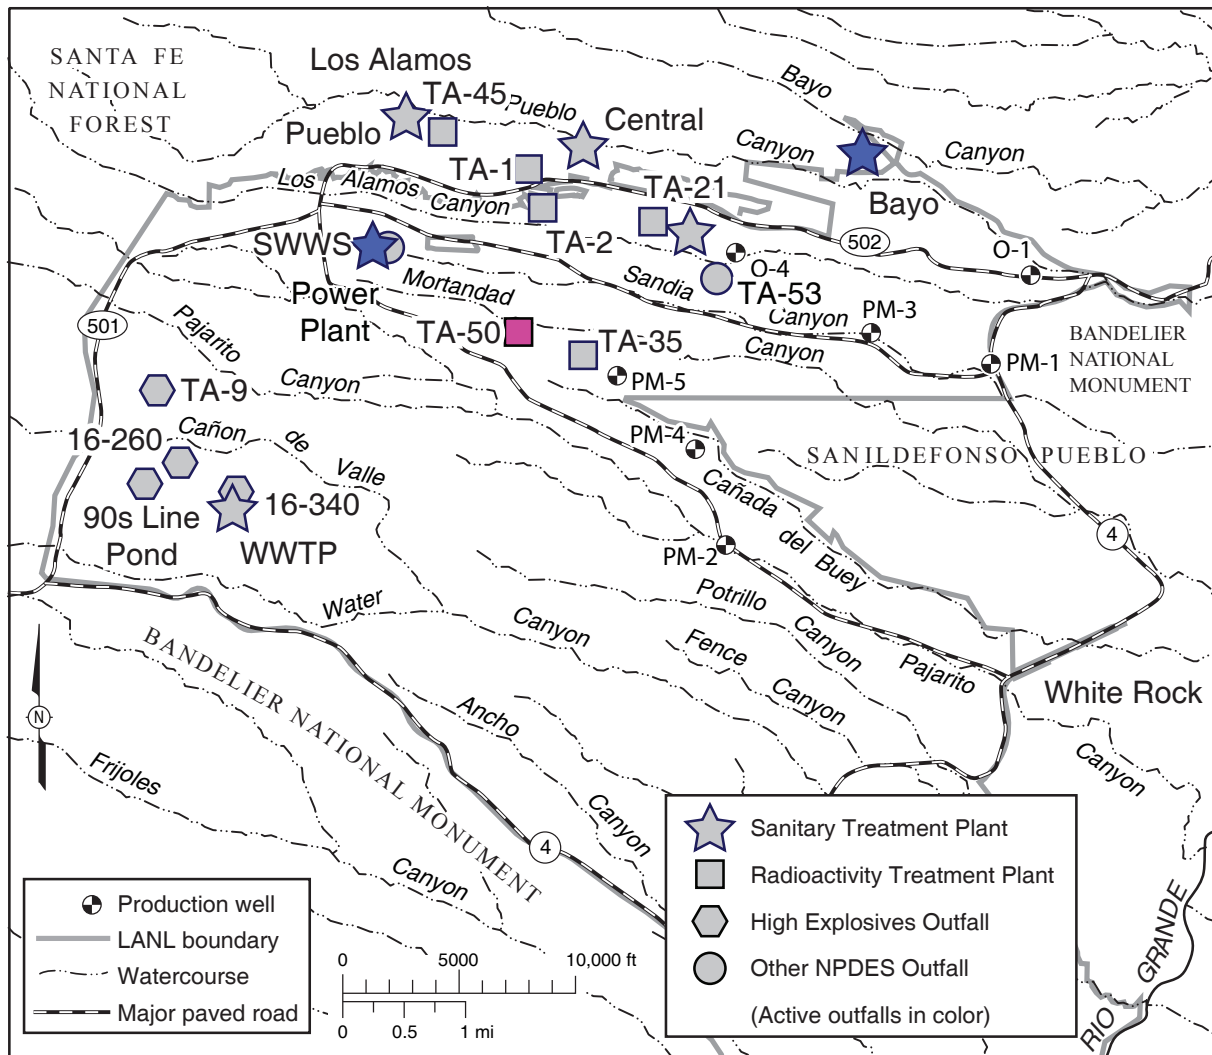 SANTA FE
NATIONAL
FOREST
Los Alamos
TA-45
Pueblo
Pueblo
Central
Bayo
Canyon
Canyon
Bayo
TA-1
Los Alamos
Canyon
TA-21
TA-2
502
O-1
O-4
TA-53
SWWS
Power
Plant
Mortandad
Sandia
Canyon
PM-3
Canyon
PM-1
BANDELIER
NATIONAL
MONUMENT
501
Pajarito
Canyon
TA-50
TA-35
PM-5
TA-9
16-260
Cañon de
Valle
PM-4
SANILDEFONSO PUEBLO
90s Line
Pond
16-340
WWTP
Cañada
del Buey
4
PM-2
Water
Canyon
Potrillo
Canyon
Fence
Canyon
Pajarito
White Rock
Canyon
BANDELIER NATIONAL MONUMENT
N
Ancho
Canyon
Frijoles
Canyon
4
RIO GRANDE
Production well
LANL boundary
Watercourse
Major paved road
0 5000 10,000 ft
0 0.5 1 mi
Sanitary Treatment Plant
Radioactivity Treatment Plant
High Explosives Outfall
Other NPDES Outfall
(Active outfalls in color)